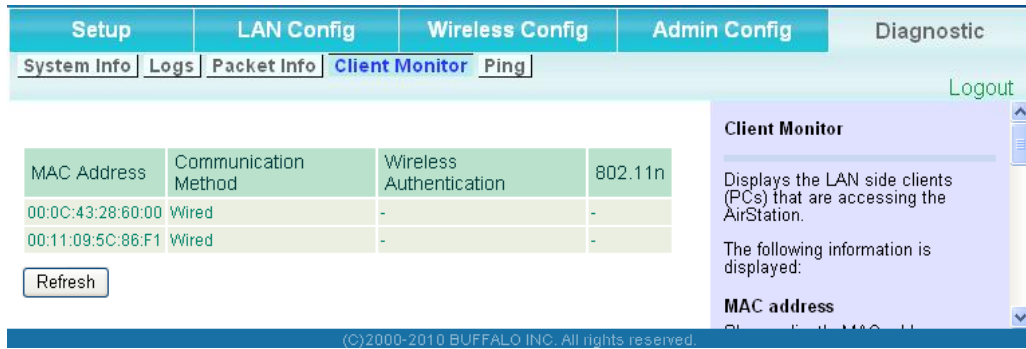 Setup LAN Config Wireless Config Admin Config Diagnostic
System Info Logs Packet Info Client Monitor Ping
Logout
MAC Address Communication Method Wireless Authentication 802.11n
00:0C:43:28:60:00 Wired - -
00:11:09:5C:86:F1 Wired - -
Refresh
Client Monitor
Displays the LAN side clients
(PCs) that are accessing the
AirStation.
The following information is
displayed:
MAC address
(C)2000-2010 BUFFALO INC. All rights reserved.